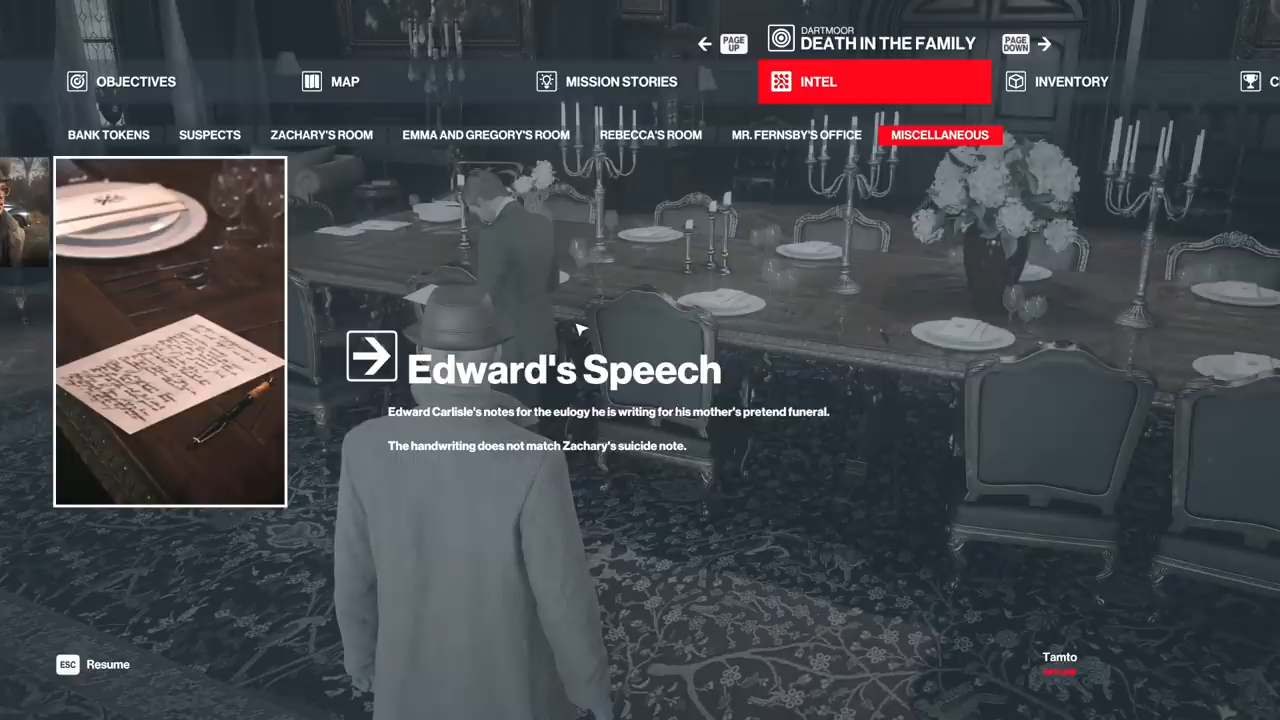 DARTMOOR
PAGE UP
DEATH IN THE FAMILY
PAGE DOWN
OBJECTIVES
MAP
MISSION STORIES
INTEL
INVENTORY
C
BANK TOKENS
SUSPECTS
ZACHARY'S ROOM
EMMA AND GREGORY'S ROOM
REBECCA'S ROOM
MR. FERNSBY'S OFFICE
MISCELLANEOUS
Edward's Speech
Edward Carlisle's notes for the eulogy he is writing for his mother's pretend funeral.
The handwriting does not match Zachary's suicide note.
ESC Resume
Tamto
OFFLINE